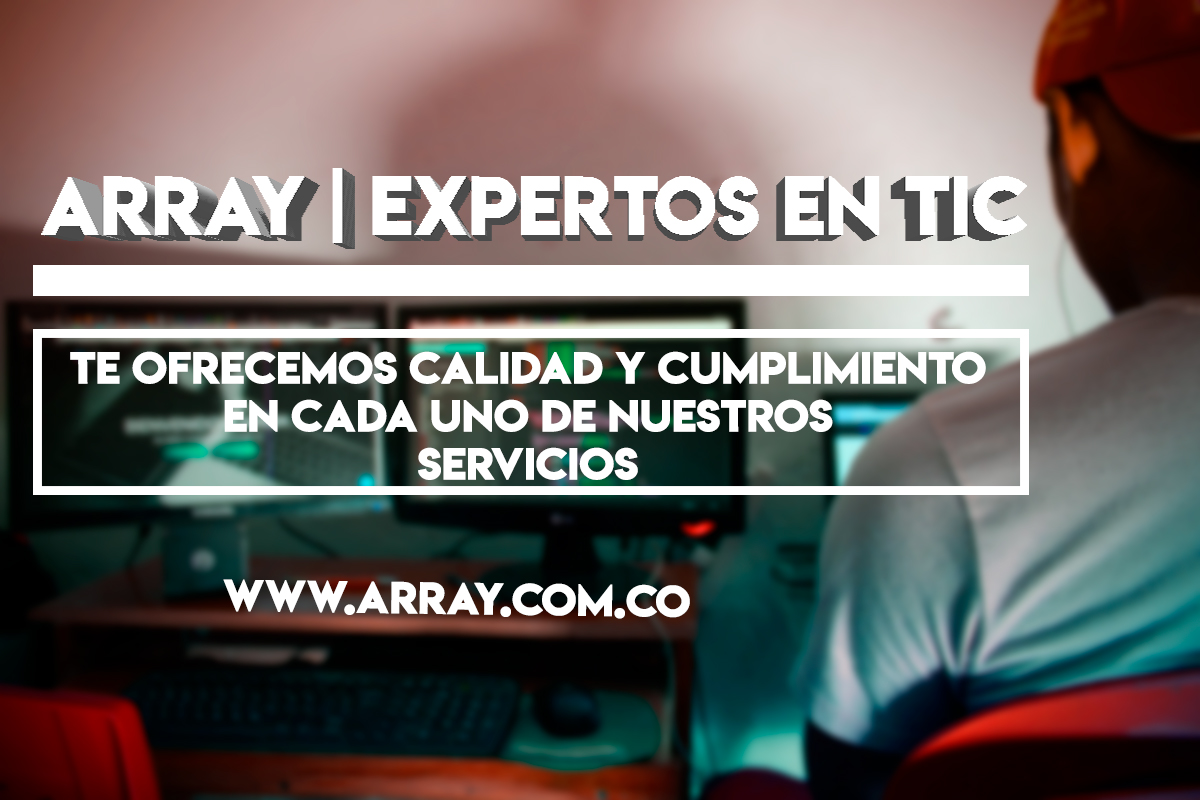 ARRAY | EXPERTOS EN TIC
TE OFRECEMOS CALIDAD Y CUMPLIMIENTO
EN CADA UNO DE NUESTROS
SERVICIOS
WWW.ARRAY.COM.CO